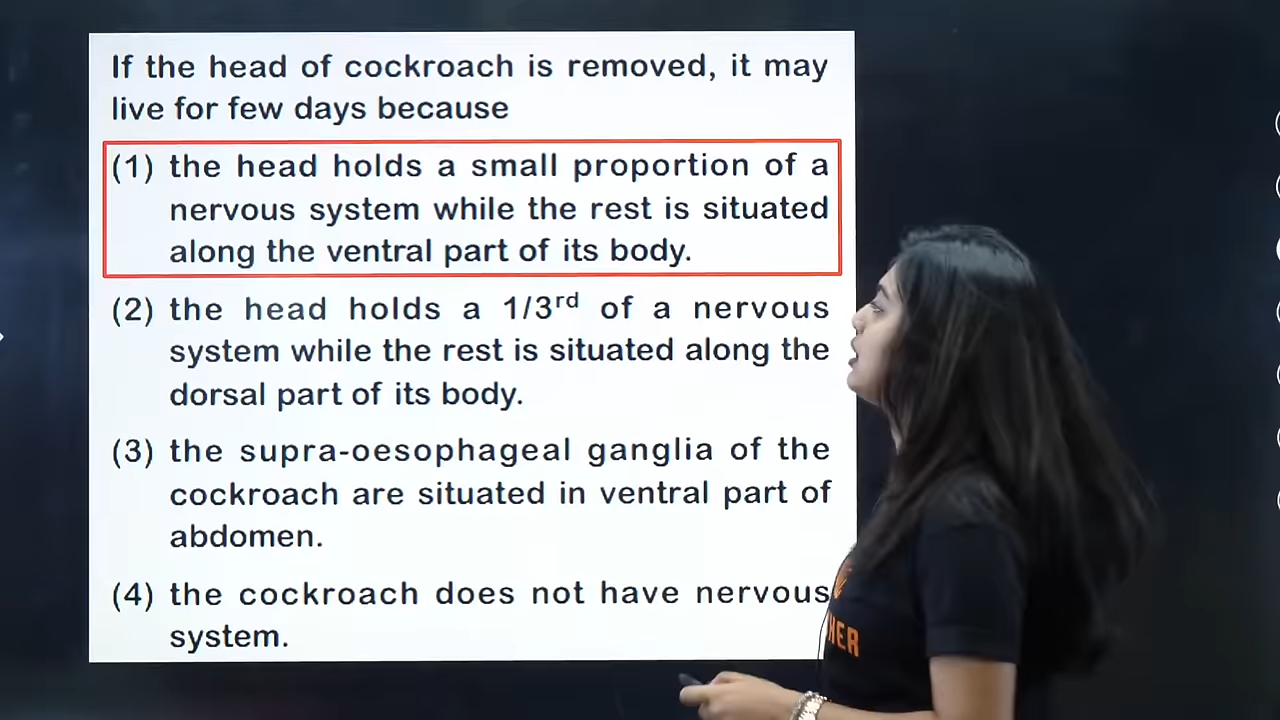 If the head of cockroach is removed, it may
live for few days because
(1) the head holds a small proportion of a
nervous system while the rest is situated
along the ventral part of its body.
(2) the head holds a 1/3rd of a nervous
system while the rest is situated along the
dorsal part of its body.
(3) the supra-oesophageal ganglia of the
cockroach are situated in ventral part of
abdomen.
(4) the cockroach does not have nervous
system.